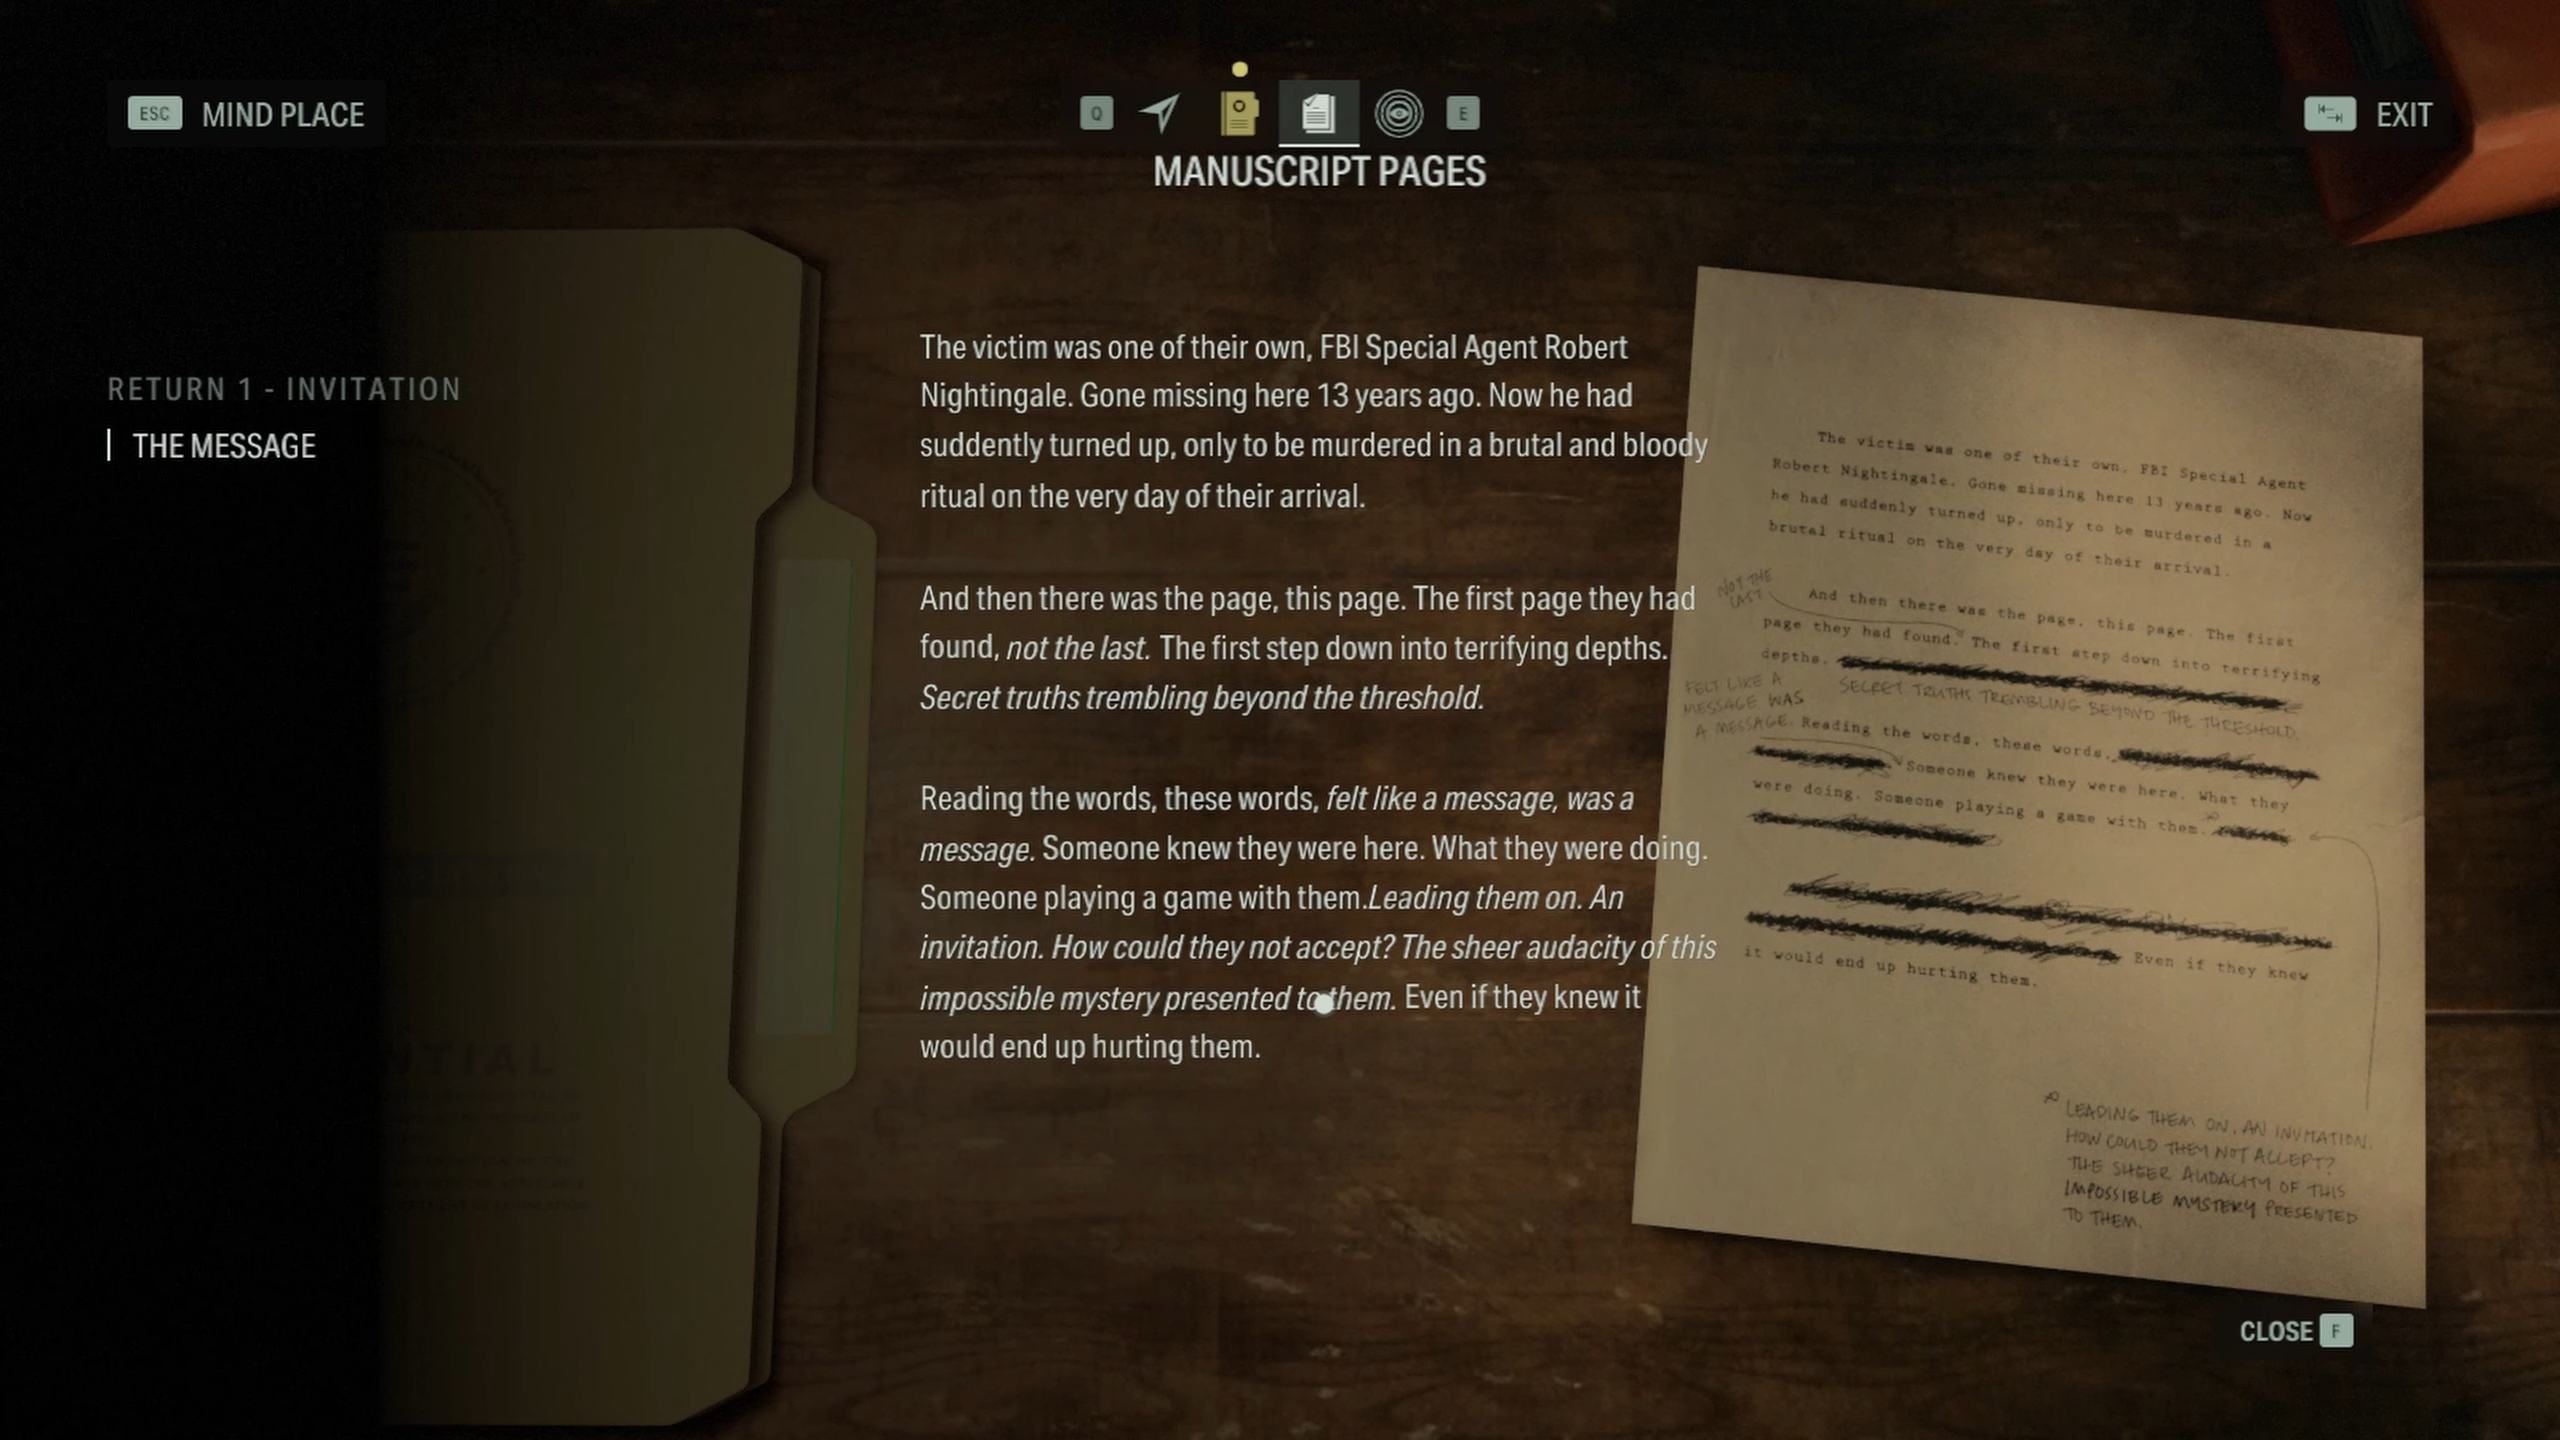 ESC MIND PLACE
Q E
EXIT
MANUSCRIPT PAGES
RETURN 1 - INVITATION
THE MESSAGE
The victim was one of their own, FBI Special Agent Robert
Nightingale. Gone missing here 13 years ago. Now he had
suddenly turned up, only to be murdered in a brutal and bloody
ritual on the very day of their arrival.
And then there was the page, this page. The first page they had
found, not the last. The first step down into terrifying depths.
Secret truths trembling beyond the threshold.
Reading the words, these words, felt like a message, was a
message. Someone knew they were here. What they were doing.
Someone playing a game with them.Leading them on. An
invitation. How could they not accept? The sheer audacity of this
impossible mystery presented to them. Even if they knew it
would end up hurting them.
NTIAL
The victim was one of their own, FBI Special Agent
Robert Nightingale. Gone missing here 13 years ago. Now
he had suddenly turned up, only to be murdered in a
brutal ritual on the very day of their arrival.
NOT THE
LAST
And then there was the page, this page. The first
page they had found. The first step down into terrifying
depths.
SECRET TRUTHS TREMBLING BEYOND THE THRESHOLD.
FELT LIKE A
MESSAGE WAS
A MESSAGE.
Reading the words, these words,
Someone knew they were here. What they
were doing. Someone playing a game with them.
Even if they knew
it would end up hurting them.
LEADING THEM ON. AN INVITATION.
HOW COULD THEY NOT ACCEPT?
THE SHEER AUDACITY OF THIS
IMPOSSIBLE MYSTERY PRESENTED
TO THEM.
CLOSE F